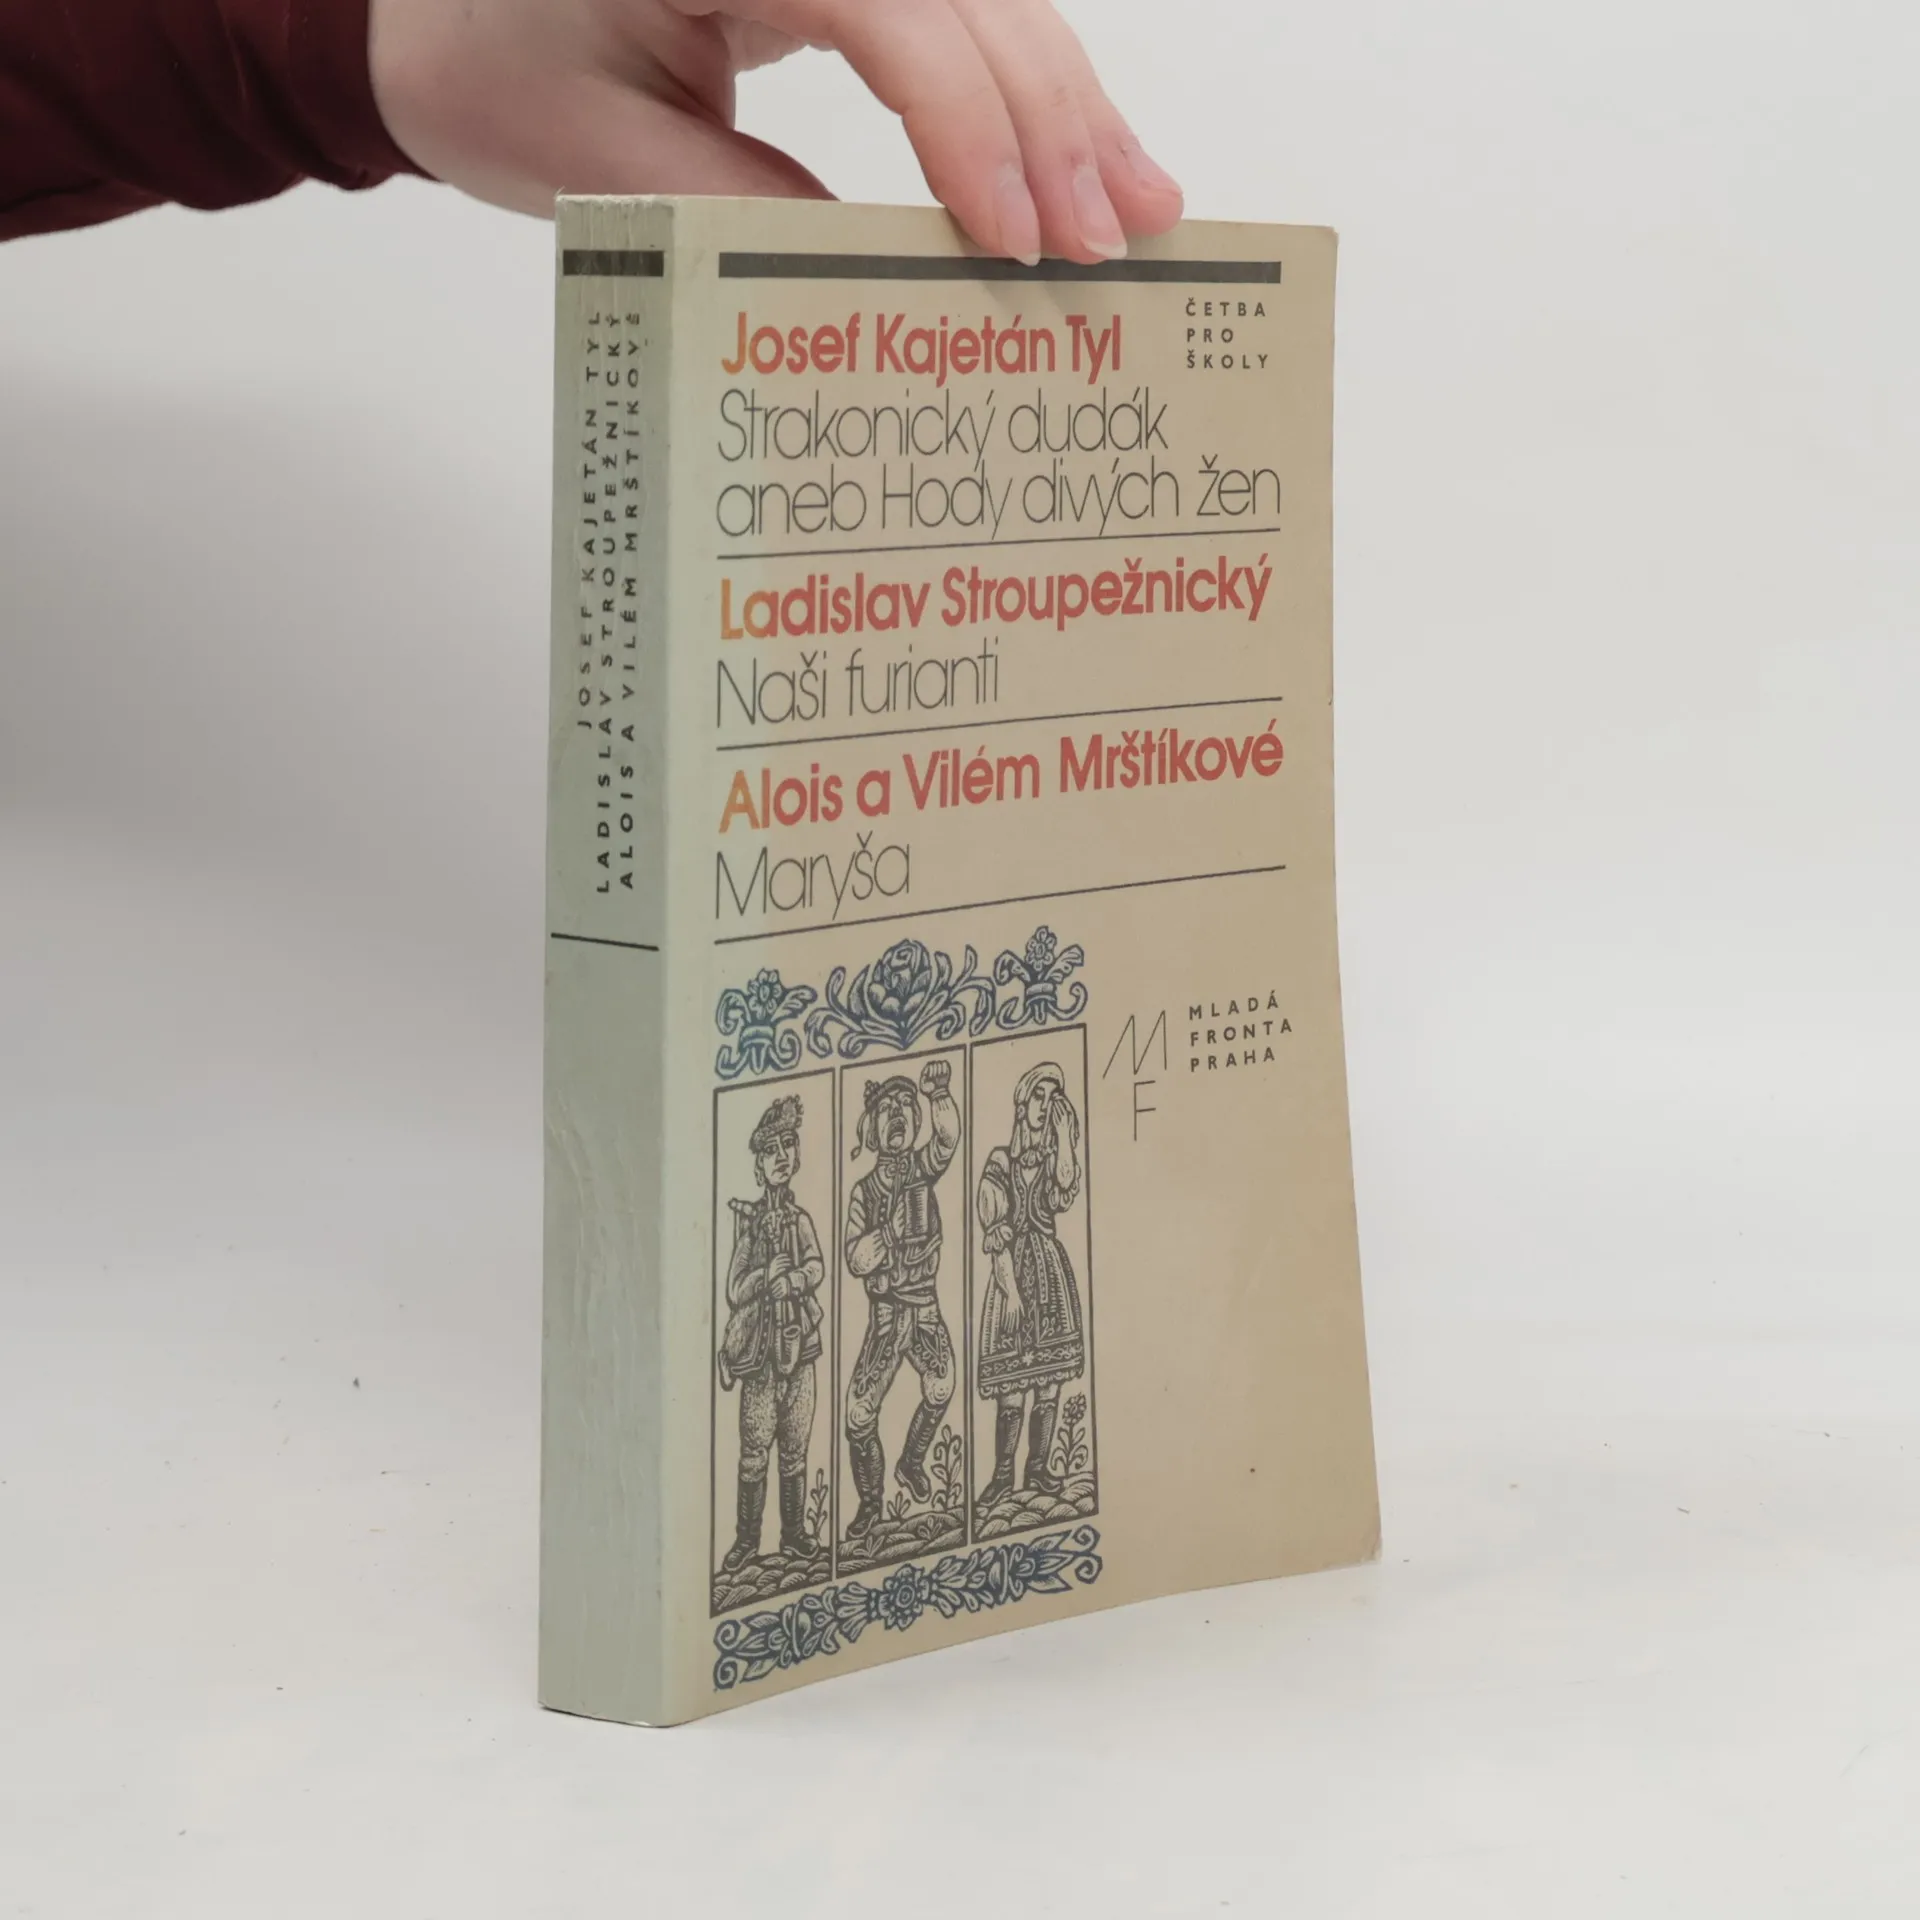 JOSEF KAJETÁN TYL
LADISLAV STROUPEŽNICKÝ
ALOIS A VILÉM MRŠTÍKOVÉ
Josef Kajetán Tyl
ČETBA
PRO
ŠKOLY
Strakonický dudák
aneb Hody divých žen
Ladislav Stroupežnický
Naši furianti
Alois a Vilém Mrštíkové
Maryša
MF
MLADÁ
FRONTA
PRAHA